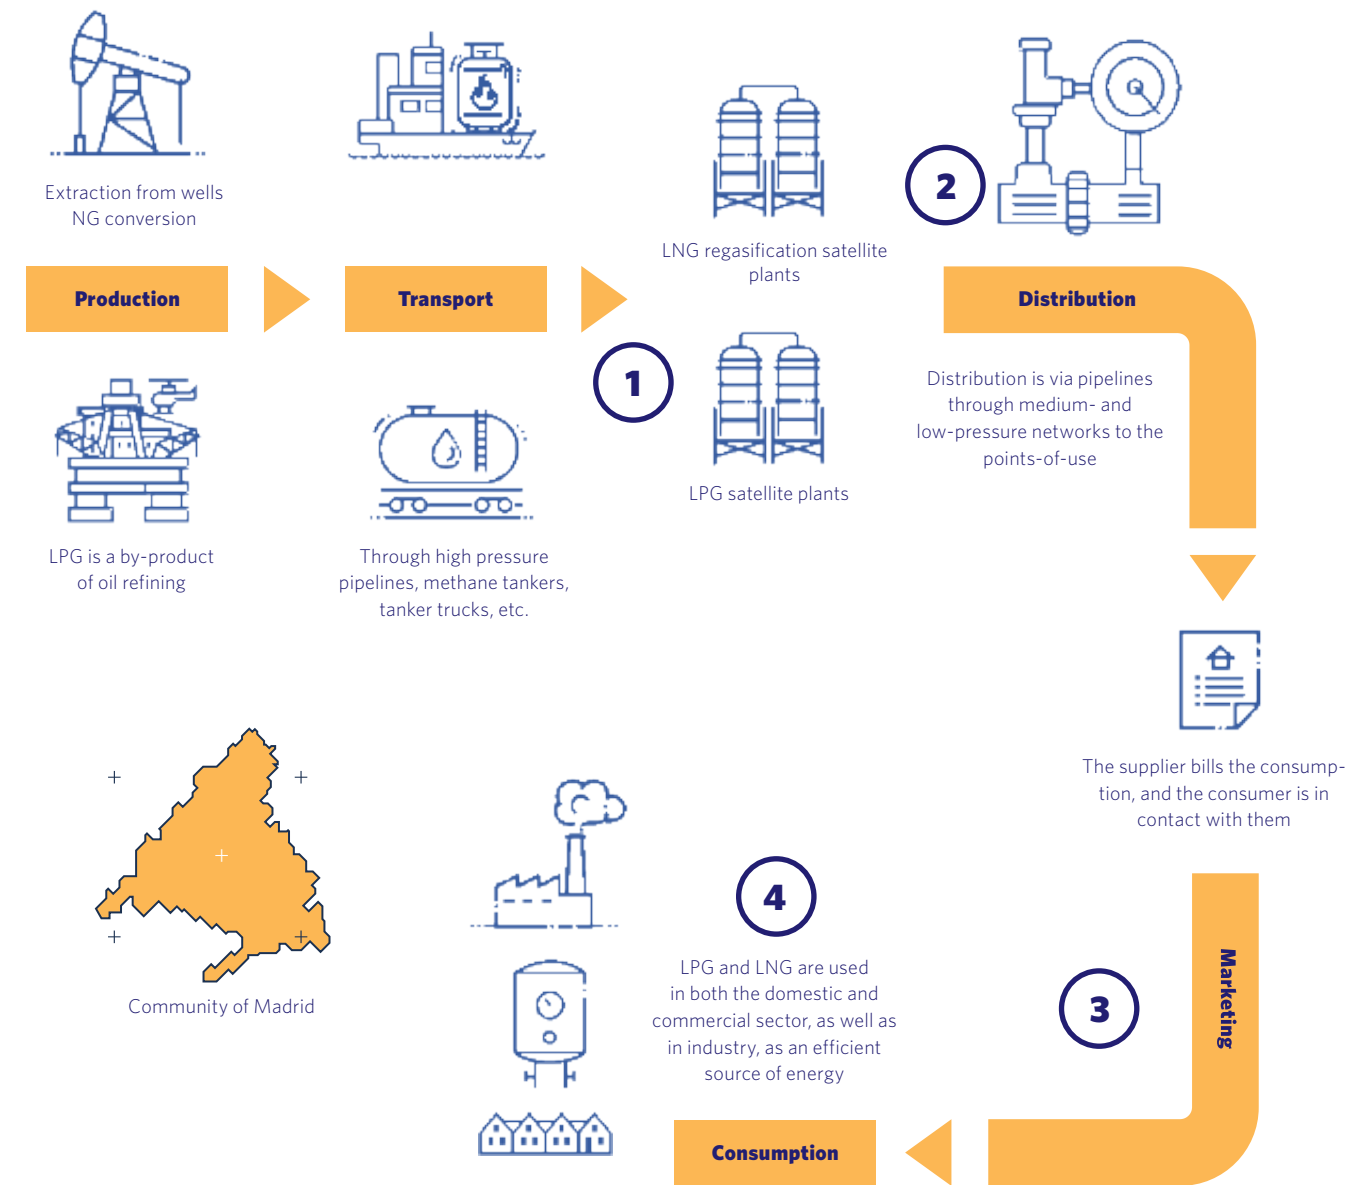 Extraction from wells
NG conversion
Production
LPG is a by-product
of oil refining
Transport
Through high pressure
pipelines, methane tankers,
tanker trucks, etc.
1
LNG regasification satellite
plants
LPG satellite plants
2
Distribution
Distribution is via pipelines
through medium- and
low-pressure networks to the
points-of-use
The supplier bills the consump-
tion, and the consumer is in
contact with them
Marketing
3
4
LPG and LNG are used
in both the domestic and
commercial sector, as well as
in industry, as an efficient
source of energy
Consumption
Community of Madrid